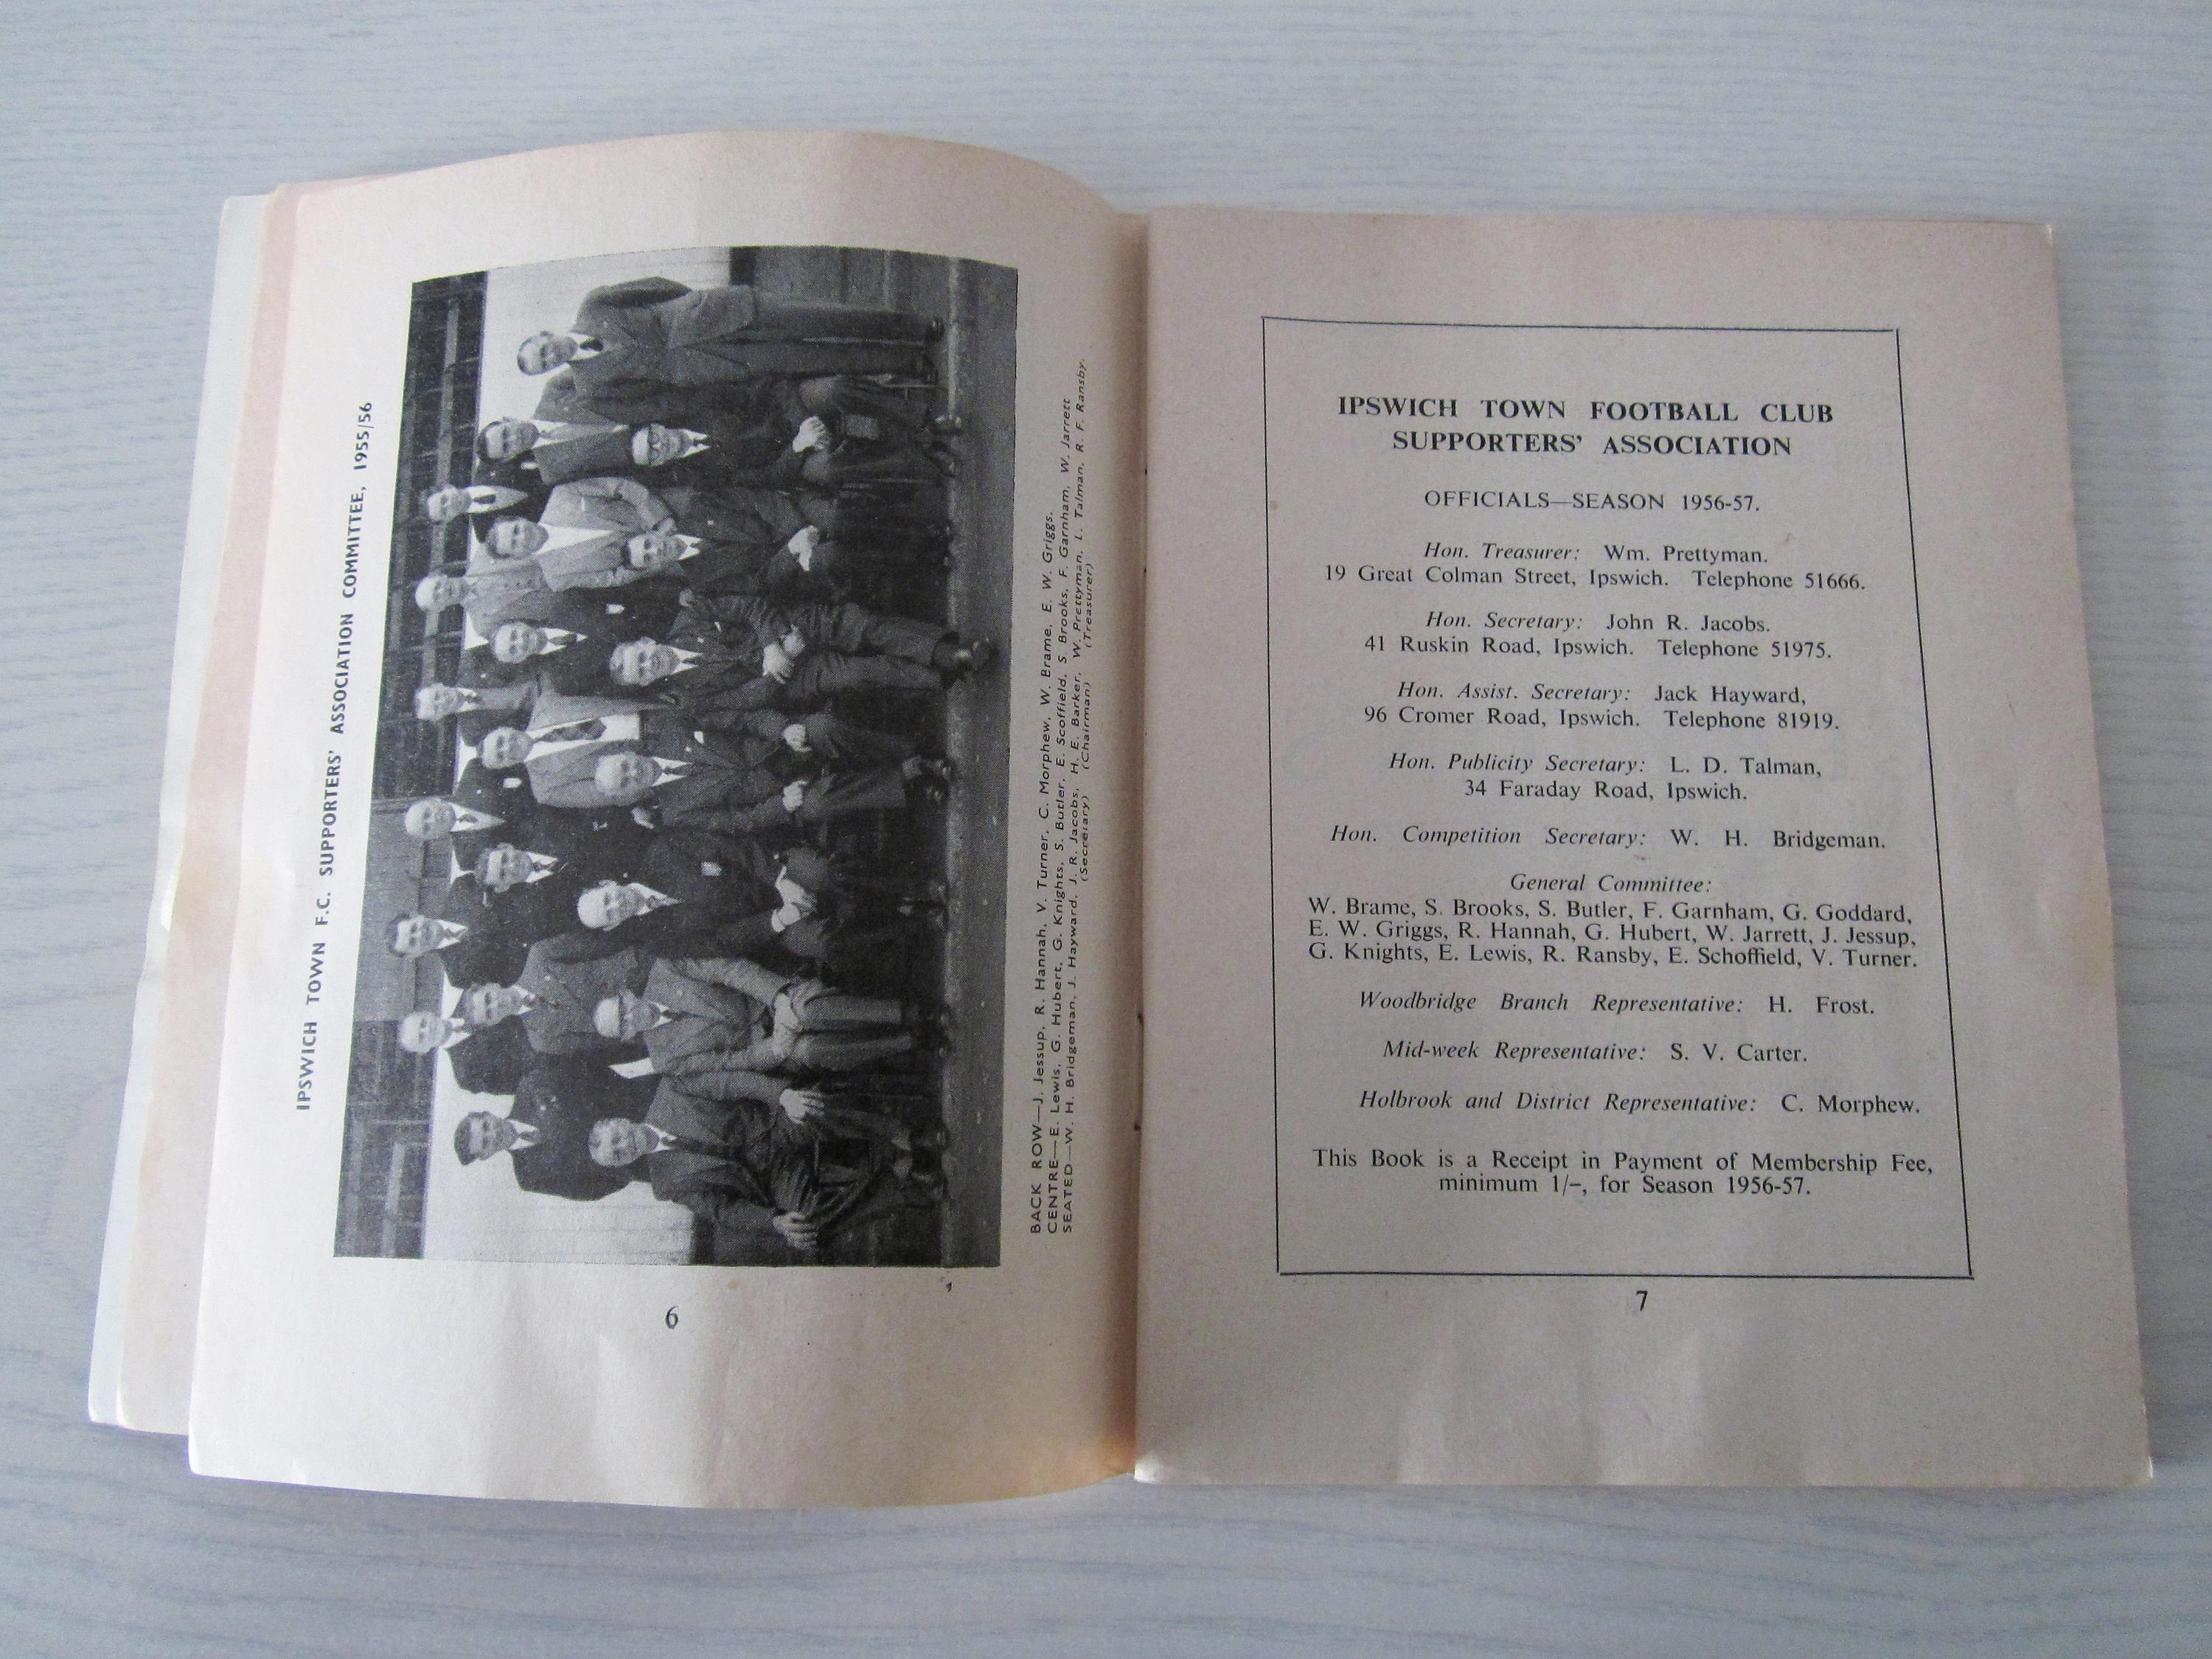 IPSWICH TOWN F.C. SUPPORTERS' ASSOCIATION COMMITTEE, 1955/56
BACK ROW—J. Jessup, R. Hannah, V. Turner, C. Morphew, W. Brame, E. W. Griggs.
CENTRE—E. Lewis, G. Hubert, G. Knights, S. Butler, E. Scoffield, S. Brooks, F. Garnham, W. Jarrett
SEATED—W. H. Bridgeman, J. Hayward, J. R. Jacobs, H. E. Barker, W. Prettyman, L. Talman, R. F. Ransby.
(Secretary) (Chairman) (Treasurer)
6
IPSWICH TOWN FOOTBALL CLUB
SUPPORTERS' ASSOCIATION
OFFICIALS—SEASON 1956-57.
Hon. Treasurer: Wm. Prettyman.
19 Great Colman Street, Ipswich. Telephone 51666.
Hon. Secretary: John R. Jacobs.
41 Ruskin Road, Ipswich. Telephone 51975.
Hon. Assist. Secretary: Jack Hayward,
96 Cromer Road, Ipswich. Telephone 81919.
Hon. Publicity Secretary: L. D. Talman,
34 Faraday Road, Ipswich.
Hon. Competition Secretary: W. H. Bridgeman.
General Committee:
W. Brame, S. Brooks, S. Butler, F. Garnham, G. Goddard,
E. W. Griggs, R. Hannah, G. Hubert, W. Jarrett, J. Jessup,
G. Knights, E. Lewis, R. Ransby, E. Schoffield, V. Turner.
Woodbridge Branch Representative: H. Frost.
Mid-week Representative: S. V. Carter.
Holbrook and District Representative: C. Morphew.
This Book is a Receipt in Payment of Membership Fee,
minimum 1/–, for Season 1956-57.
7